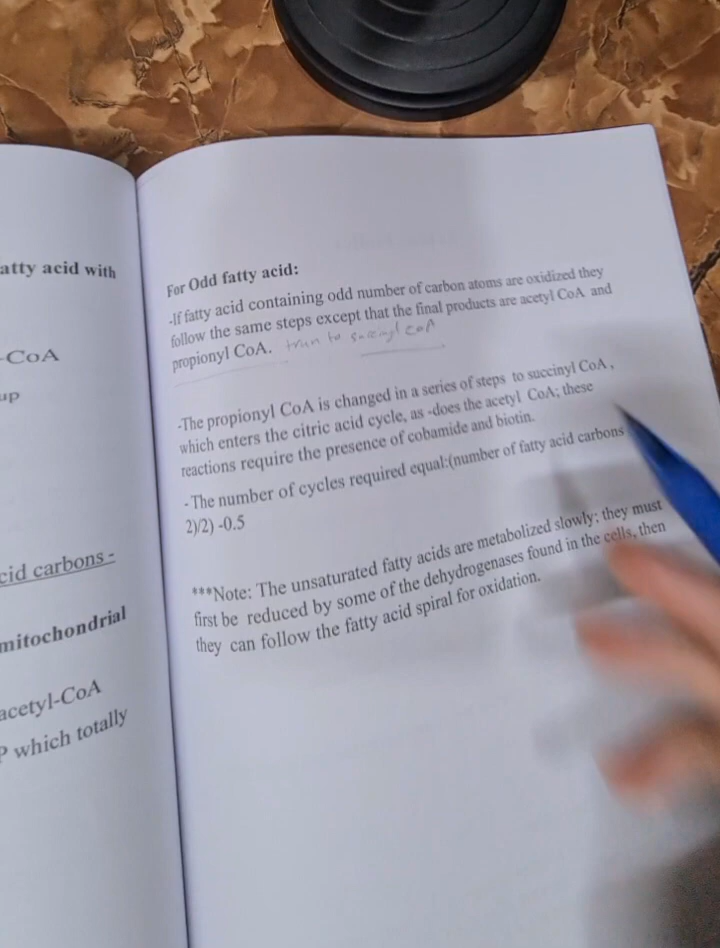 atty acid with
-CoA
up
cid carbons -
mitochondrial
acetyl-CoA
P which totally
For Odd fatty acid:
-If fatty acid containing odd number of carbon atoms are oxidized they
follow the same steps except that the final products are acetyl CoA and
propionyl CoA. to succinyl CoA
-The propionyl CoA is changed in a series of steps to succinyl CoA,
which enters the citric acid cycle, as -does the acetyl CoA; these
reactions require the presence of cobamide and biotin.
-The number of cycles required equal:(number of fatty acid carbons
2)/2) -0.5
***Note: The unsaturated fatty acids are metabolized slowly; they must
first be reduced by some of the dehydrogenases found in the cells, then
they can follow the fatty acid spiral for oxidation.